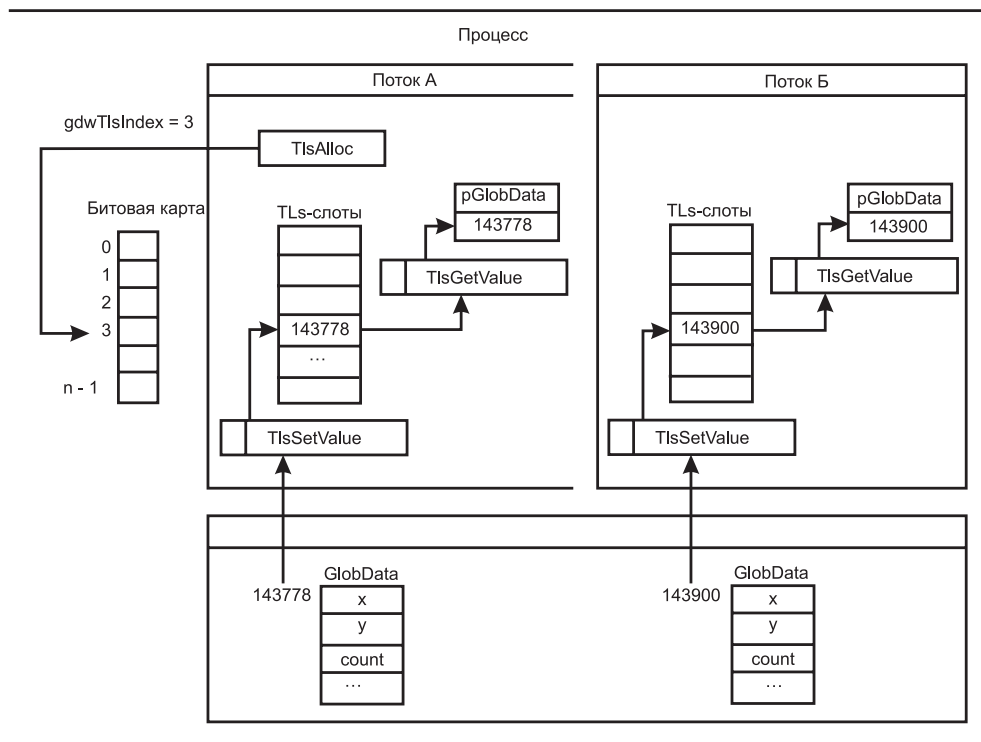 Процесс
Поток А
Поток Б
gdwTlsIndex = 3
TlsAlloc
Битовая карта
0
1
2
3
n - 1
TLs-слоты
143778
...
pGlobData
143778
TlsGetValue
TlsSetValue
TLs-слоты
143900
pGlobData
143900
TlsGetValue
TlsSetValue
143778
GlobData
x
y
count
...
143900
GlobData
x
y
count
...